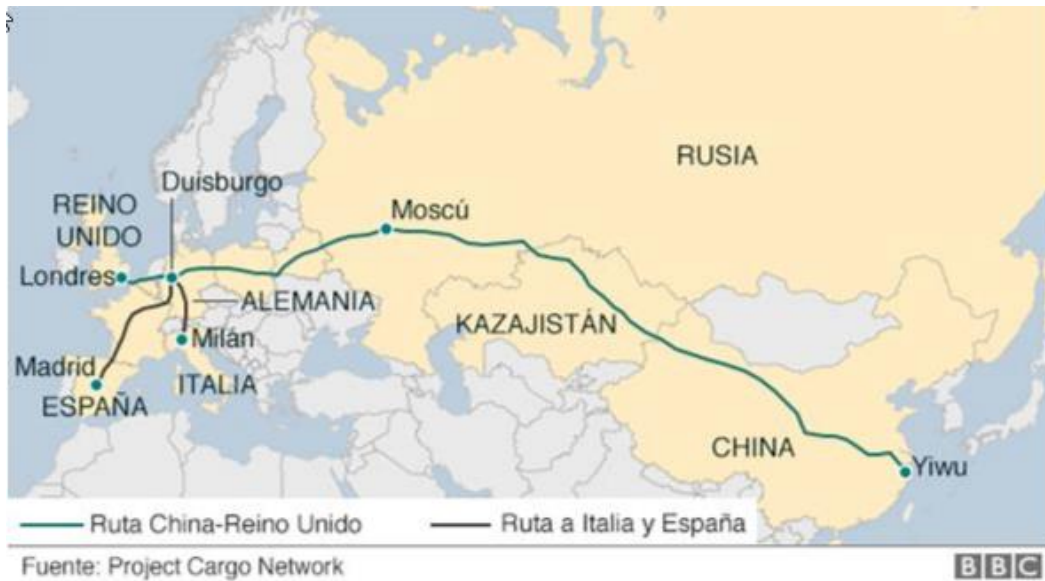 RUSIA
Duisburgo
REINO
UNIDO
Moscú
Londres
ALEMANIA
KAZAJISTÁN
Milán
Madrid
ITALIA
ESPAÑA
CHINA
Yiwu
Ruta China-Reino Unido
Ruta a Italia y España
Fuente: Project Cargo Network
BBC